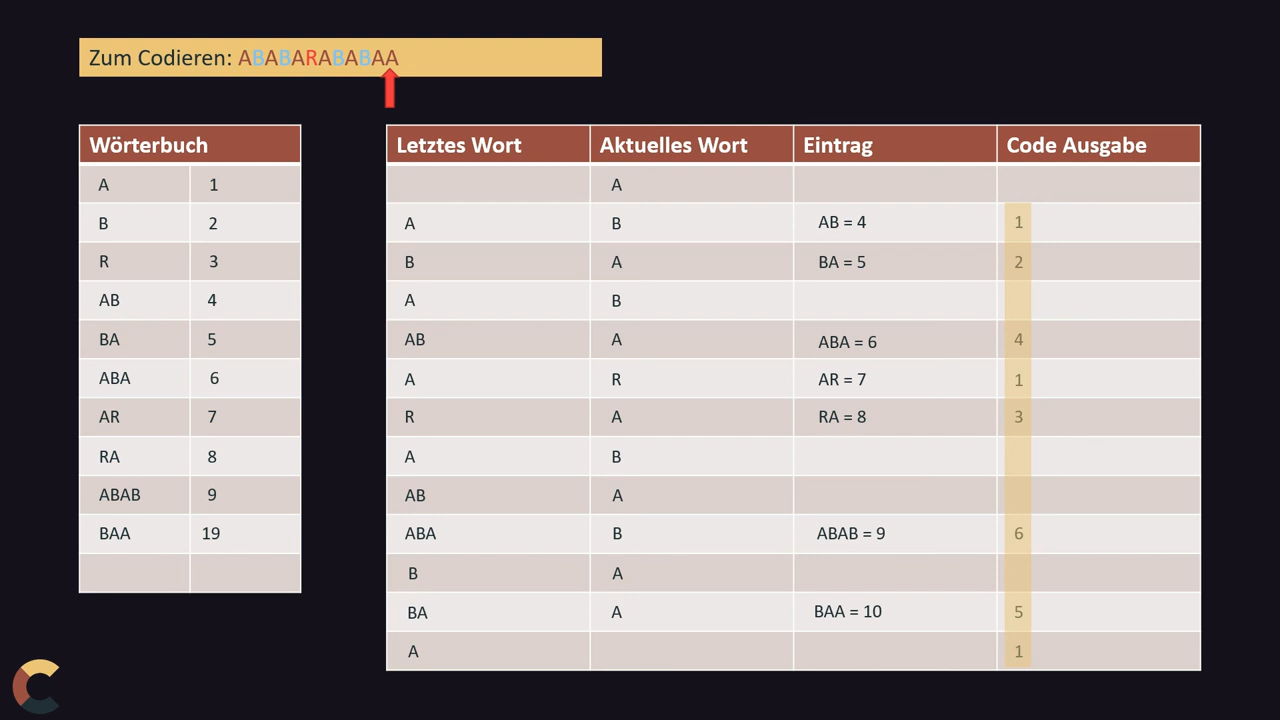 Zum Codieren: ABABARABABAA
Wörterbuch
A 1
B 2
R 3
AB 4
BA 5
ABA 6
AR 7
RA 8
ABAB 9
BAA 19
Letztes Wort Aktuelles Wort Eintrag Code Ausgabe
A
A B AB = 4 1
B A BA = 5 2
A B
AB A ABA = 6 4
A R AR = 7 1
R A RA = 8 3
A B
AB A
ABA B ABAB = 9 6
B A
BA A BAA = 10 5
A 1